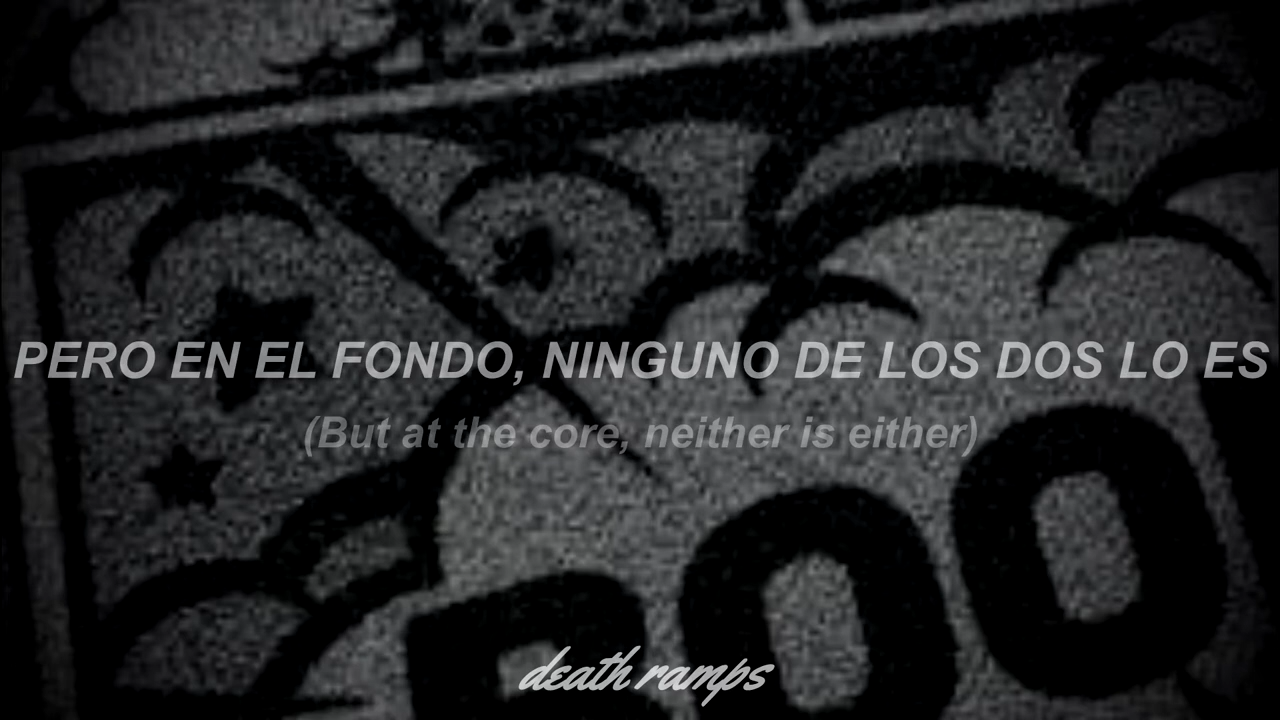 PERO EN EL FONDO, NINGUNO DE LOS DOS LO ES
(But at the core, neither is either)
death ramps